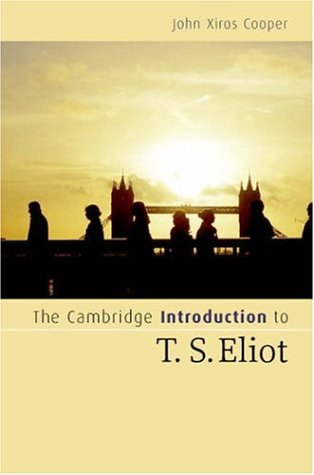 John Xiros Cooper
The Cambridge Introduction to
T. S. Eliot